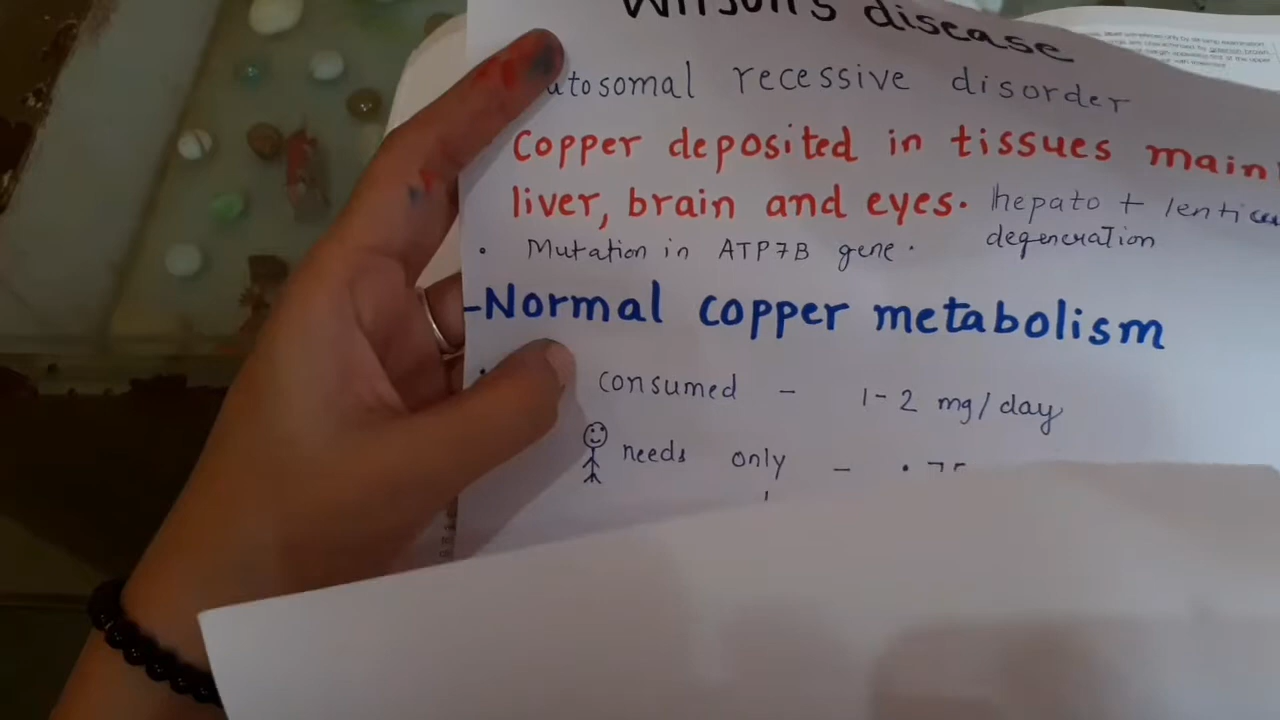 Wilson's disease
utosomal recessive disorder
Copper deposited in tissues main
liver, brain and eyes. hepato + lenticu
degeneration
• Mutation in ATP7B gene.
-Normal copper metabolism
consumed - 1-2 mg/day
needs only - .75